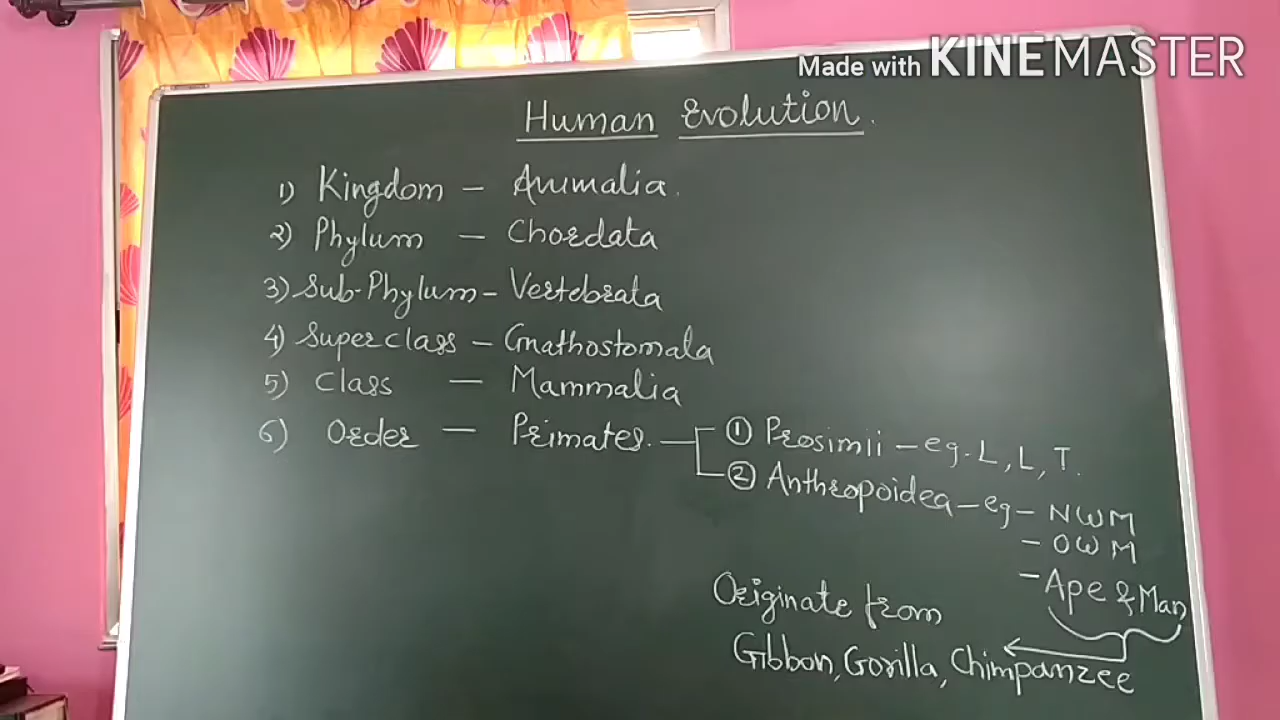 Made with KINEMASTER
Human Evolution.
1) Kingdom - Animalia.
2) Phylum - Chordata
3) Sub-Phylum - Vertebrata
4) Superclass - Gnathostomata
5) Class - Mammalia
6) Order - Primates.
① Prosimii - eg. L, L, T.
② Anthropoidea - eg - NWM
- OWM
- Ape & Man
Originate from
Gibbon, Gorilla, Chimpanzee